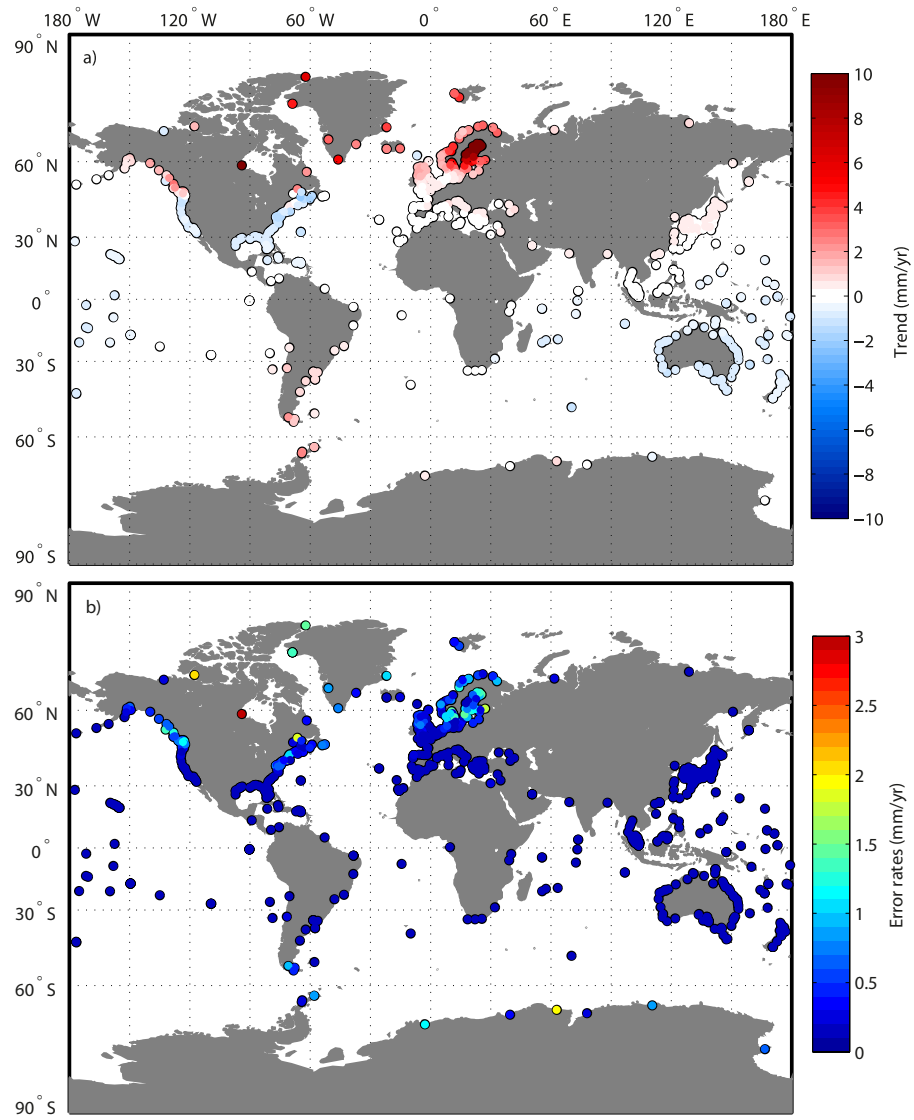 180° W 120° W 60° W 0° 60° E 120° E 180° E
90° N
a)
60° N
30° N
0°
30° S
60° S
90° S
10
8
6
4
2
0
−2
−4
−6
−8
−10
Trend (mm/yr)
90° N
b)
60° N
30° N
0°
30° S
60° S
90° S
3
2.5
2
1.5
1
0.5
0
Error rates (mm/yr)